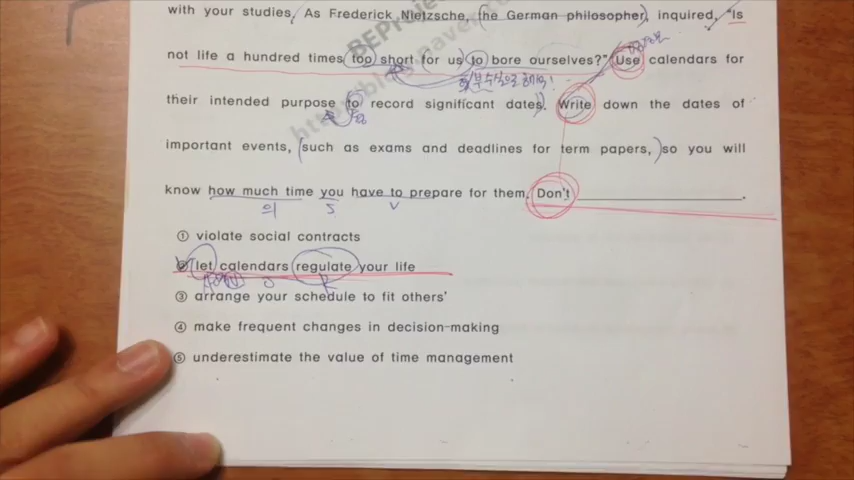 with your studies. As Frederick Nietzsche, the German philosopher, inquired, "Is
not life a hundred times too short for us to bore ourselves?" Use calendars for
their intended purpose to record significant dates. Write down the dates of
important events, such as exams and deadlines for term papers, so you will
know how much time you have to prepare for them. Don't ____________________.
의 S V
① violate social contracts
② let calendars regulate your life
③ arrange your schedule to fit others'
④ make frequent changes in decision-making
⑤ underestimate the value of time management